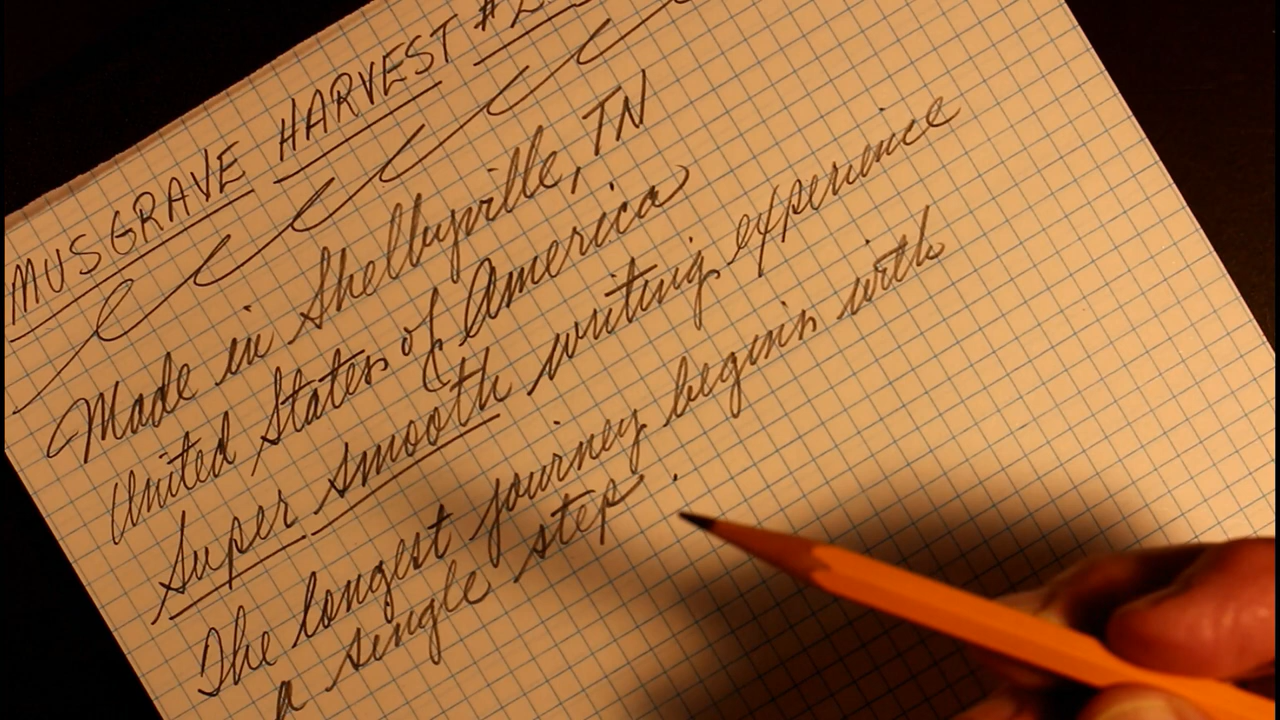 MUSGRAVE HARVEST #2
Made in Shelbyville, TN
United States of America
Super smooth writing experience
The longest journey begins with
a single step.